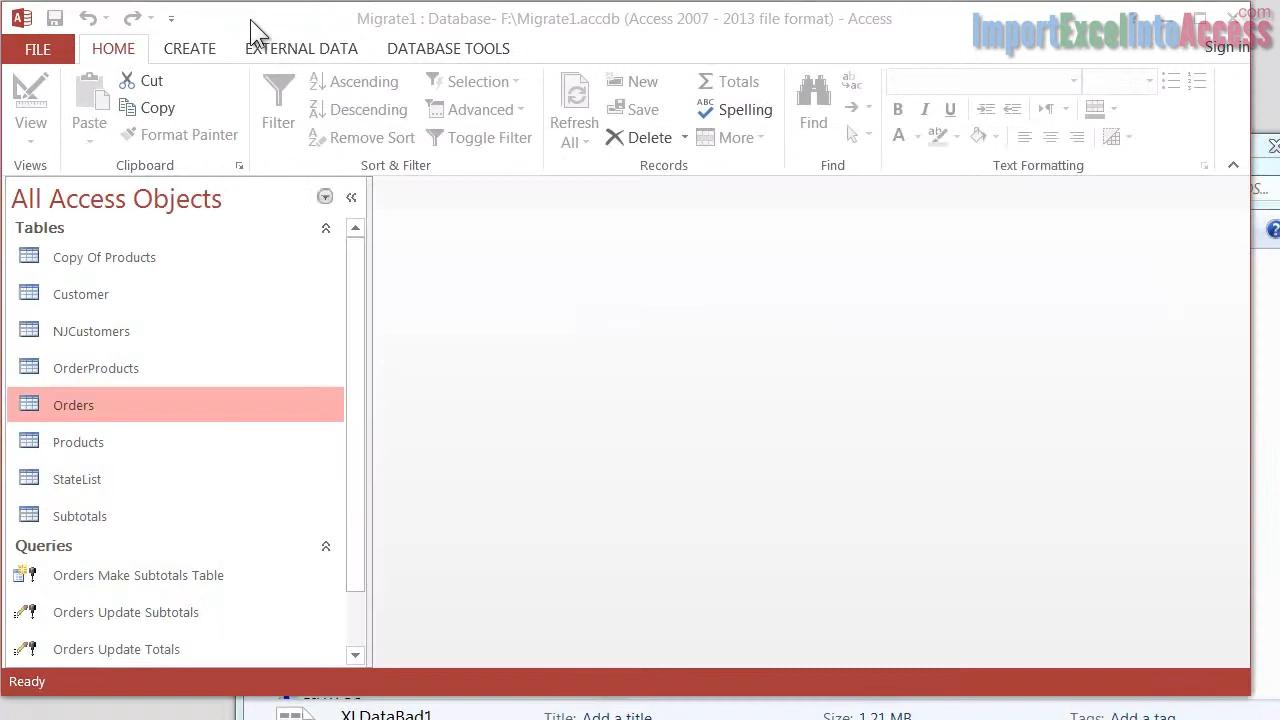 Migrate1 : Database- F:\Migrate1.accdb (Access 2007 - 2013 file format) - Access
ImportExcelIntoAccess.com
FILE HOME CREATE EXTERNAL DATA DATABASE TOOLS Sign in
View
Views
Paste
Cut
Copy
Format Painter
Clipboard
Filter
Ascending
Descending
Remove Sort
Selection
Advanced
Toggle Filter
Sort & Filter
Refresh
All
New
Save
Delete
Totals
Spelling
More
Records
Find
Find
Text Formatting
All Access Objects
Tables
Copy Of Products
Customer
NJCustomers
OrderProducts
Orders
Products
StateList
Subtotals
Queries
Orders Make Subtotals Table
Orders Update Subtotals
Orders Update Totals
Ready
XLDataBad1 Title: Add a title Size: 1.21 MB Tags: Add a tag